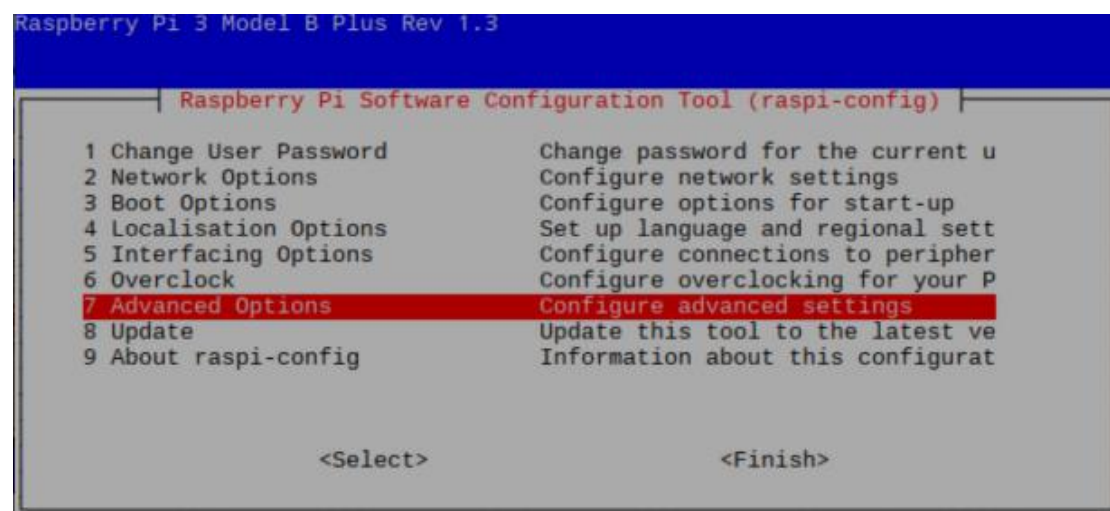 Raspberry Pi 3 Model B Plus Rev 1.3
Raspberry Pi Software Configuration Tool (raspi-config)
1 Change User Password Change password for the current u
2 Network Options Configure network settings
3 Boot Options Configure options for start-up
4 Localisation Options Set up language and regional sett
5 Interfacing Options Configure connections to peripher
6 Overclock Configure overclocking for your P
7 Advanced Options Configure advanced settings
8 Update Update this tool to the latest ve
9 About raspi-config Information about this configurat
<Select> <Finish>